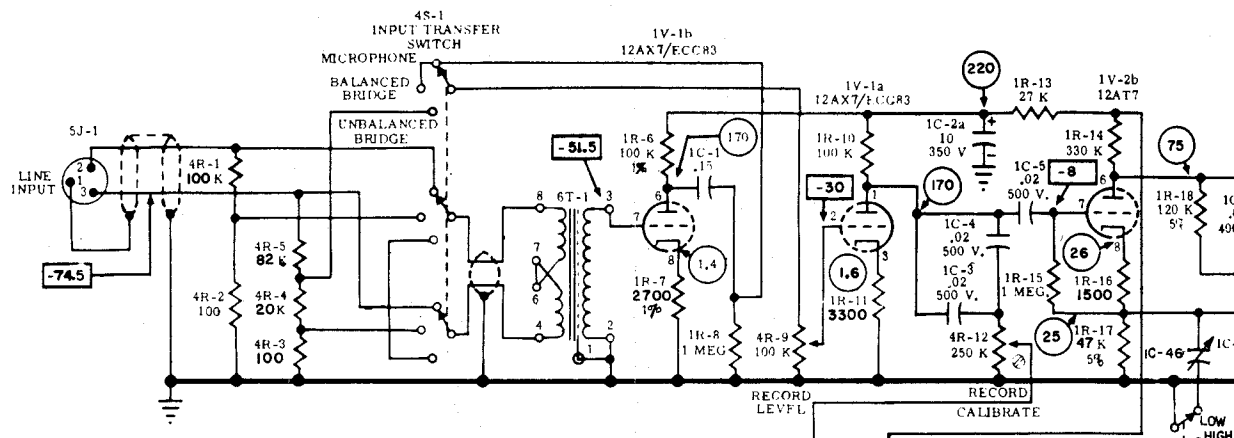 4S-1
INPUT TRANSFER
SWITCH
MICROPHONE
BALANCED
BRIDGE
UNBALANCED
BRIDGE
5J-1
LINE
INPUT
2
1
3
-74.5
4R-1
100 K
4R-2
100
4R-5
82 K
4R-4
20K
4R-3
100
8
6T-1
7
6
4
3
2
1
-51.5
1V-1b
12AX7/ECC83
1R-6
100 K
1%
170
1C-1
.15
6
7
8
1.4
1R-7
2700
1%
1R-8
1 MEG
4R-9
100 K
RECORD
LEVEL
-30
1V-1a
12AX7/ECC83
1R-10
100 K
1
2
3
1.6
1R-11
3300
170
220
1C-2a
10
350 V
+
-
1R-13
27 K
1C-5
.02
500 V.
1C-4
.02
500 V.
1C-3
.02
500 V.
-8
1R-15
1 MEG.
25
4R-12
250 K
RECORD
CALIBRATE
1V-2b
12AT7
1R-14
330 K
6
7
8
26
75
1R-18
120 K
5%
1R-16
1500
1R-17
47 K
5%
1C-46
LOW
HIGH